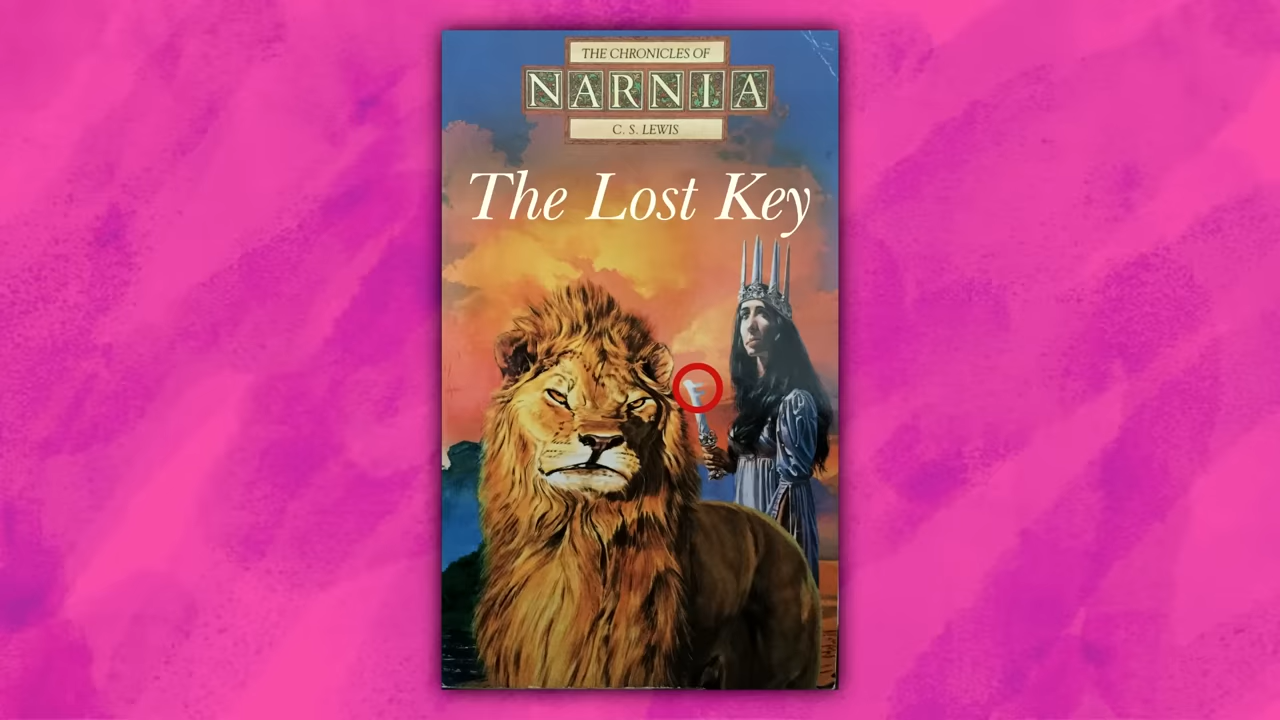 THE CHRONICLES OF
NARNIA
C. S. LEWIS
The Lost Key